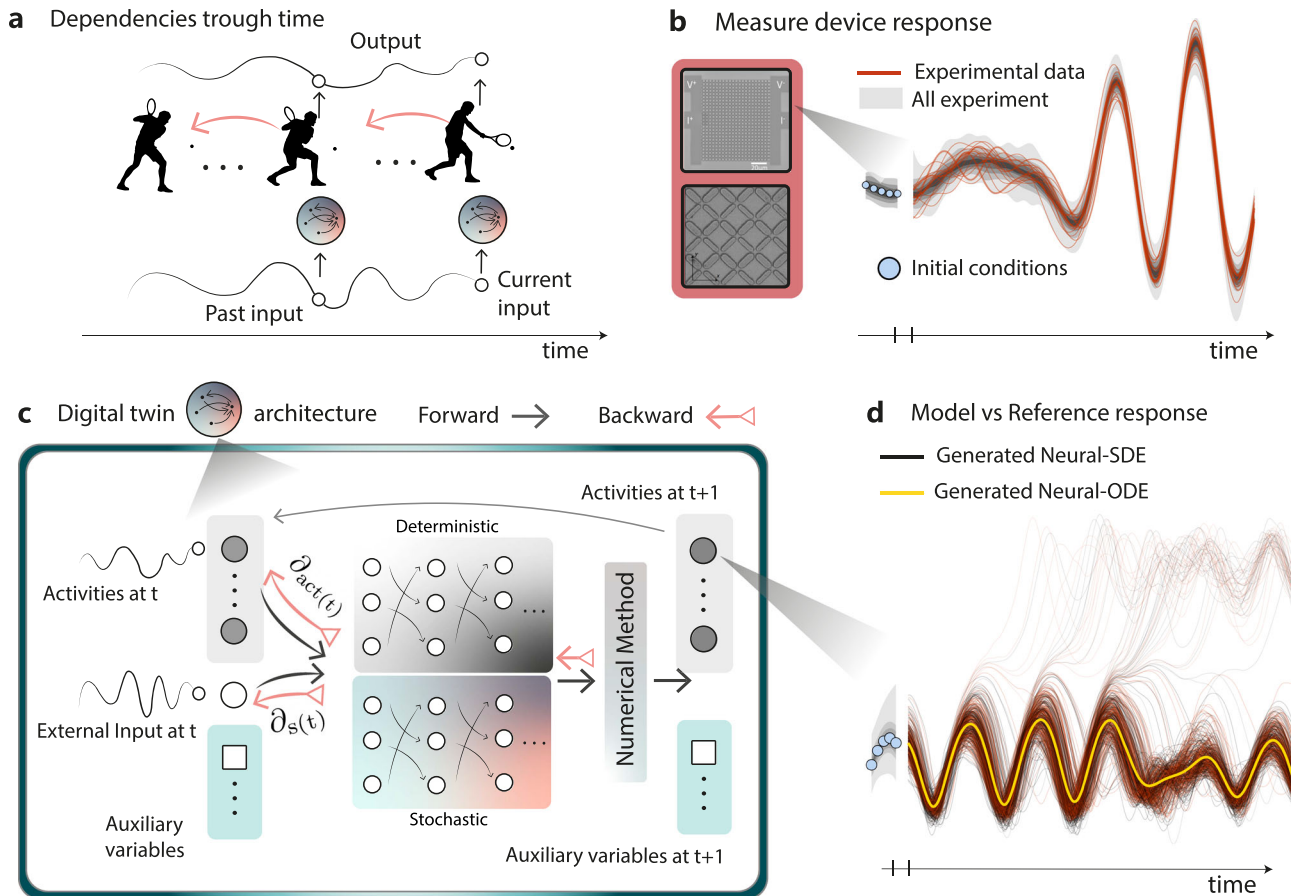 a Dependencies trough time
Output
Past input
Current
input
time
b Measure device response
V⁺
V⁻
I⁺
I⁻
20μm
Experimental data
All experiment
Initial conditions
time
c Digital twin architecture Forward Backward
Activities at t+1
Deterministic
Activities at t
∂act(t)
External Input at t
∂s(t)
Numerical Method
Stochastic
Auxiliary
variables
Auxiliary variables at t+1
d Model vs Reference response
Generated Neural-SDE
Generated Neural-ODE
time